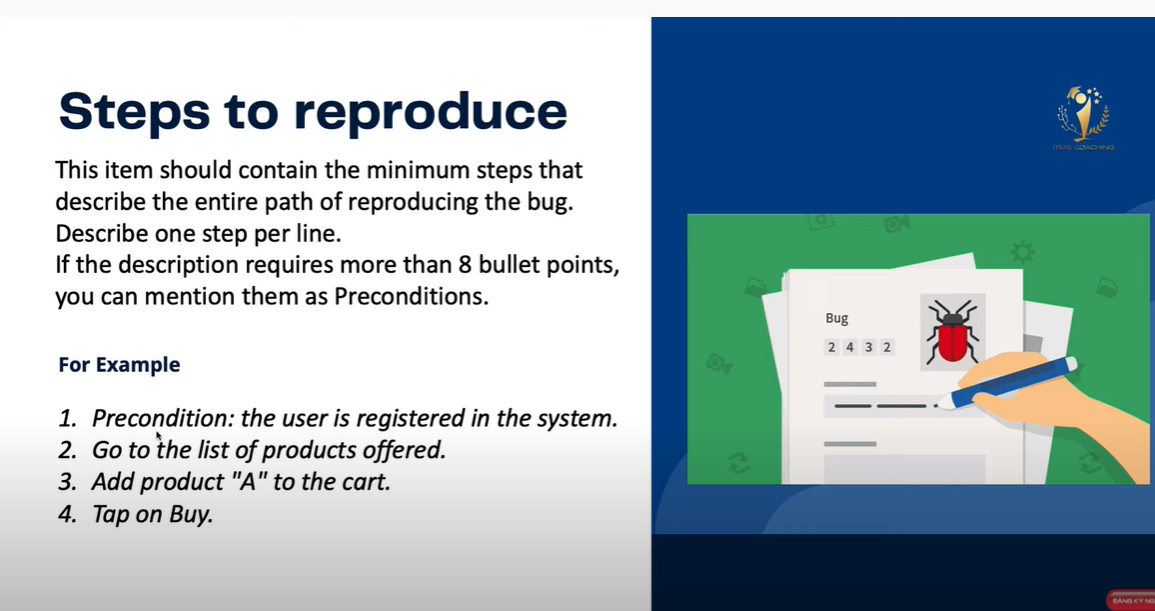 Steps to reproduce
This item should contain the minimum steps that
describe the entire path of reproducing the bug.
Describe one step per line.
If the description requires more than 8 bullet points,
you can mention them as Preconditions.
For Example
1. Precondition: the user is registered in the system.
2. Go to the list of products offered.
3. Add product "A" to the cart.
4. Tap on Buy.
COACHING
Bug
2 4 3 2
ĐĂNG KÝ